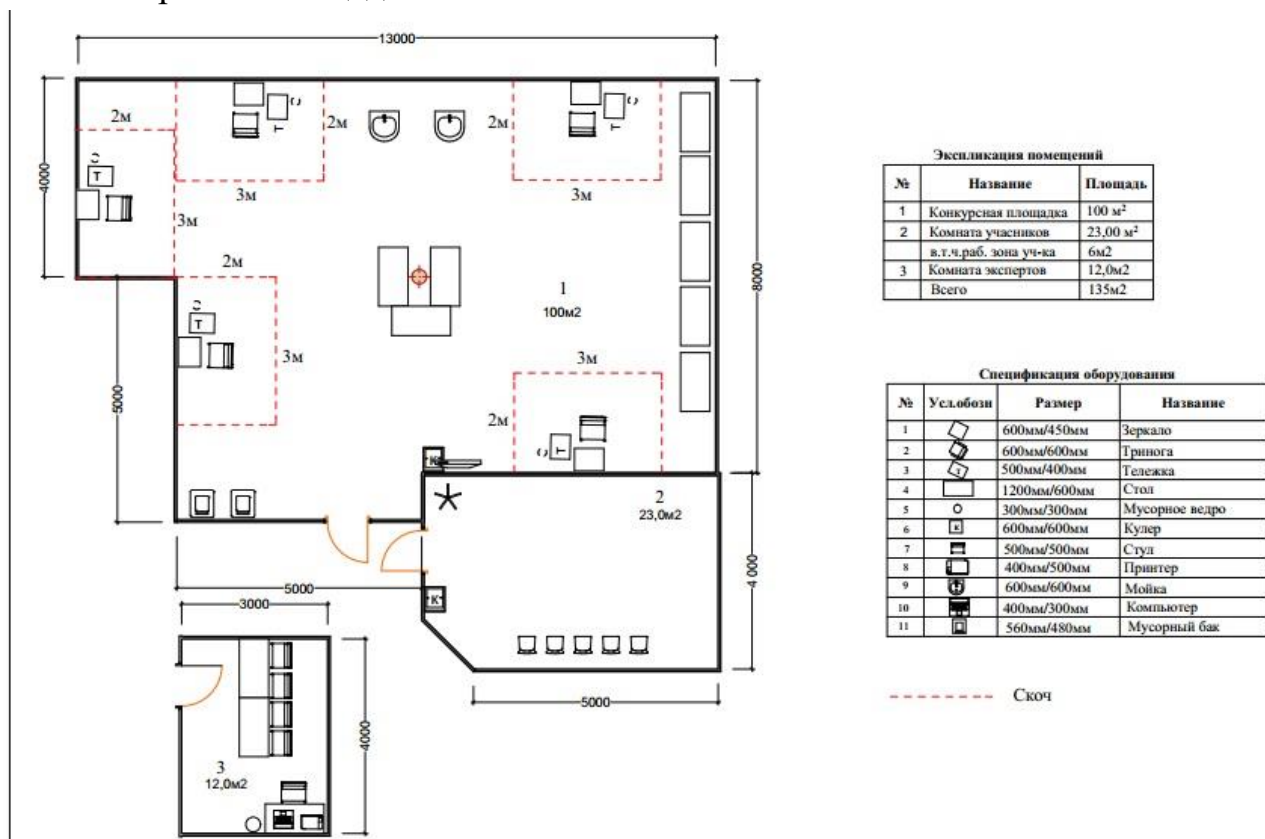 13000
2м
2м
2м
4000
С
Т
3м
3м
3м
Т
Т
2м
8000
1
100м2
С
Т
3м
3м
5000
2м
Т
К
2
23,0м2
4 000
К
5000
3000
5000
4000
3
12,0м2
Экспликация помещений
№ Название Площадь
1 Конкурсная площадка 100 м²
2 Комната учасников 23,00 м²
в.т.ч.раб. зона уч-ка 6м2
3 Комната экспертов 12,0м2
Всего 135м2
Спецификация оборудования
№ Усл.обозн Размер Название
1 600мм/450мм Зеркало
2 600мм/600мм Тринога
3 т 500мм/400мм Тележка
4 1200мм/600мм Стол
5 300мм/300мм Мусорное ведро
6 К 600мм/600мм Кулер
7 500мм/500мм Стул
8 400мм/500мм Принтер
9 600мм/600мм Мойка
10 400мм/300мм Компьютер
11 560мм/480мм Мусорный бак
Скоч